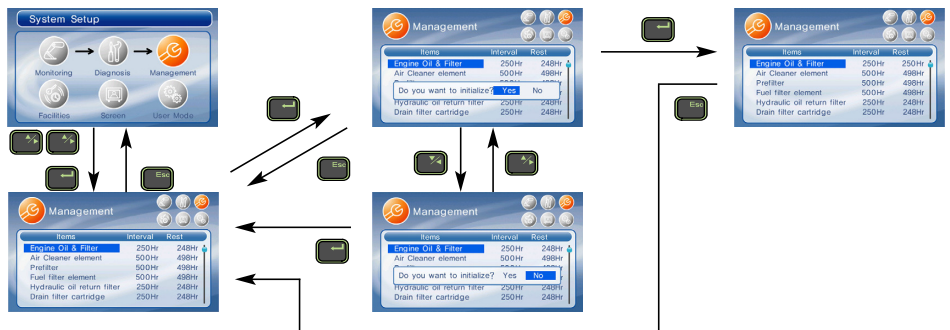 System Setup
Monitoring Diagnosis Management
Facilities Screen User Mode
Esc
Management
Items Interval Rest
Engine Oil & Filter 250Hr 248Hr
Air Cleaner element 500Hr 498Hr
Prefilter 500Hr 498Hr
Fuel filter element 500Hr 498Hr
Hydraulic oil return filter 250Hr 248Hr
Drain filter cartridge 250Hr 248Hr
Management
Items Interval Rest
Engine Oil & Filter 250Hr 248Hr
Air Cleaner element 500Hr 498Hr
Do you want to initialize? Yes No
Hydraulic oil return filter 250Hr 248Hr
Drain filter cartridge 250Hr 248Hr
Esc
Management
Items Interval Rest
Engine Oil & Filter 250Hr 248Hr
Air Cleaner element 500Hr 498Hr
Do you want to initialize? Yes No
Hydraulic oil return filter 250Hr 248Hr
Drain filter cartridge 250Hr 248Hr
Management
Items Interval Rest
Engine Oil & Filter 250Hr 250Hr
Air Cleaner element 500Hr 498Hr
Prefilter 500Hr 498Hr
Fuel filter element 500Hr 498Hr
Hydraulic oil return filter 250Hr 248Hr
Drain filter cartridge 250Hr 248Hr
Esc